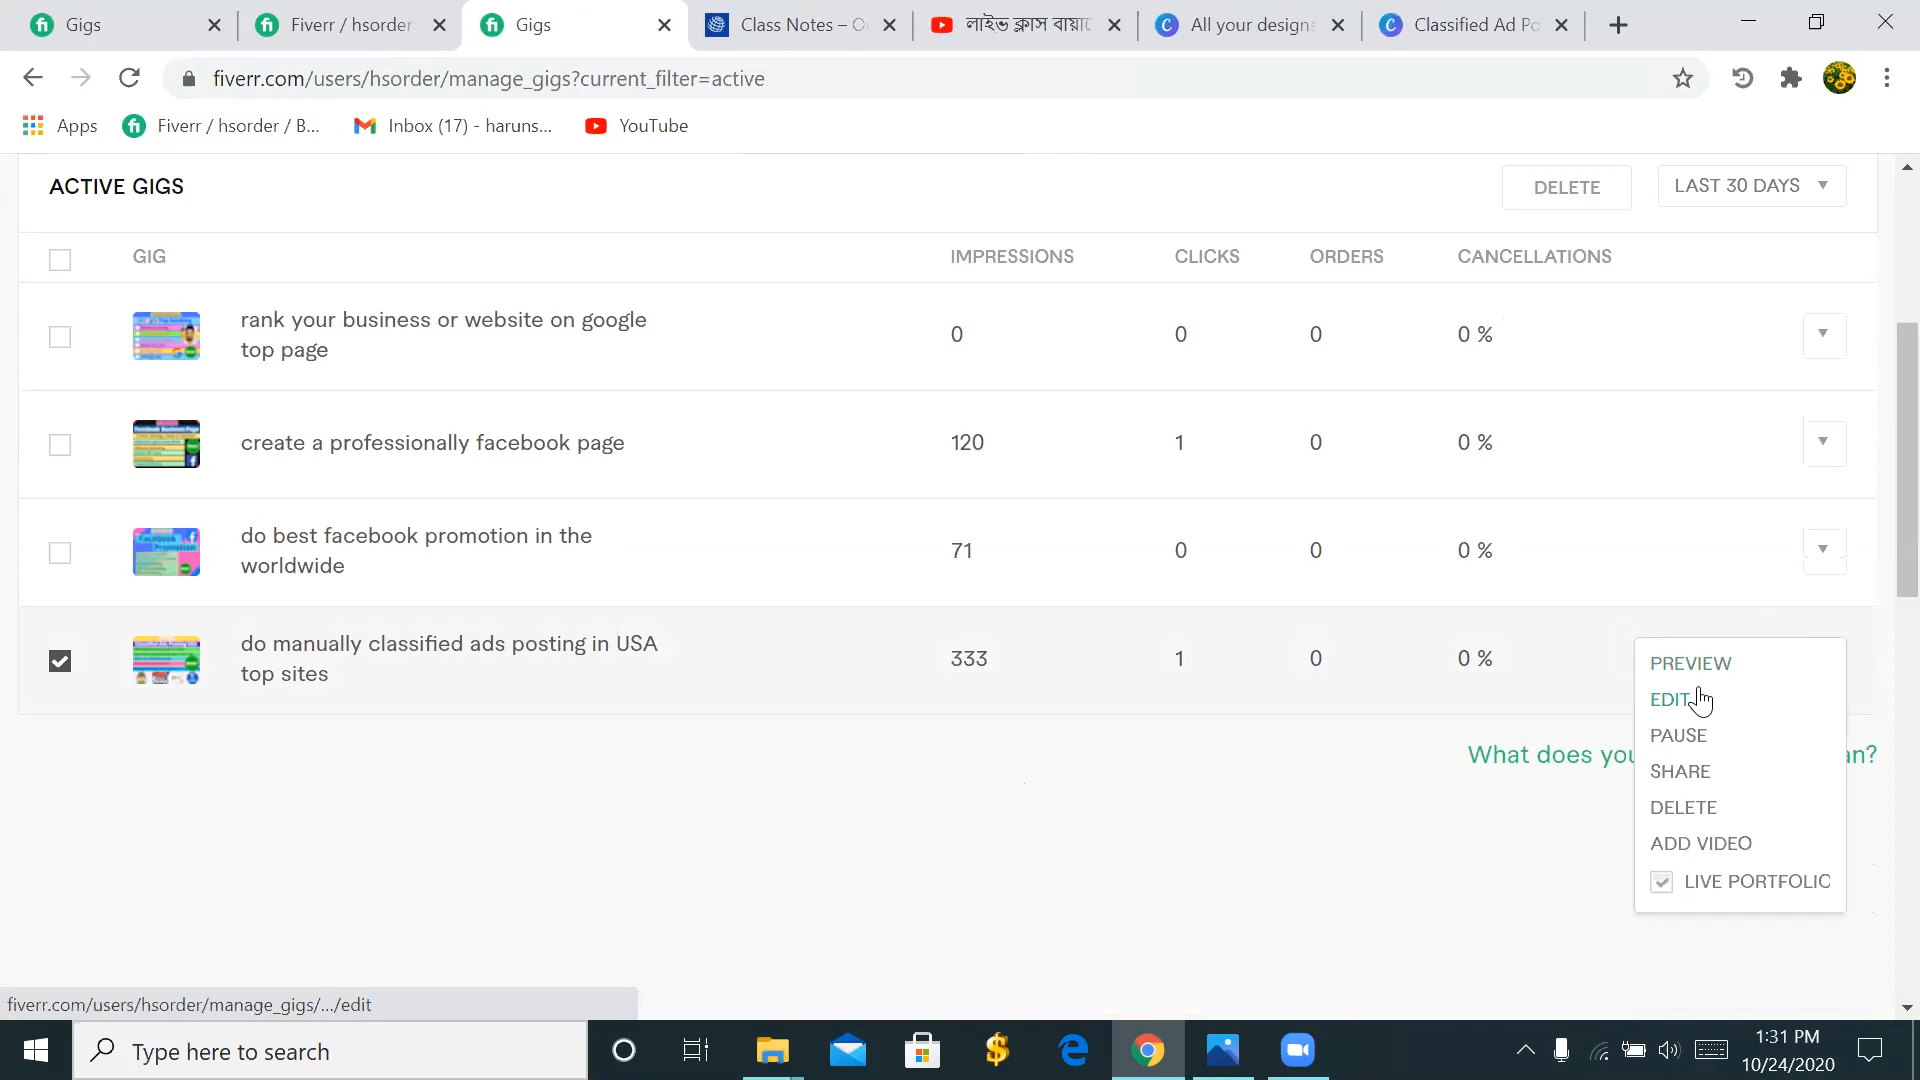 Gigs
Fiverr / hsorder
Gigs
Class Notes – O
লাইভ ক্লাস বায়া
All your designs
Classified Ad Po
fiverr.com/users/hsorder/manage_gigs?current_filter=active
Apps
Fiverr / hsorder / B...
Inbox (17) - haruns...
YouTube
ACTIVE GIGS
DELETE
LAST 30 DAYS
GIG IMPRESSIONS CLICKS ORDERS CANCELLATIONS
rank your business or website on google
top page
0 0 0 0 %
create a professionally facebook page
120 1 0 0 %
do best facebook promotion in the
worldwide
71 0 0 0 %
do manually classified ads posting in USA
top sites
333 1 0 0 %
PREVIEW
EDIT
PAUSE
SHARE
DELETE
ADD VIDEO
LIVE PORTFOLIO
What does you
an?
fiverr.com/users/hsorder/manage_gigs/.../edit
Type here to search
1:31 PM
10/24/2020